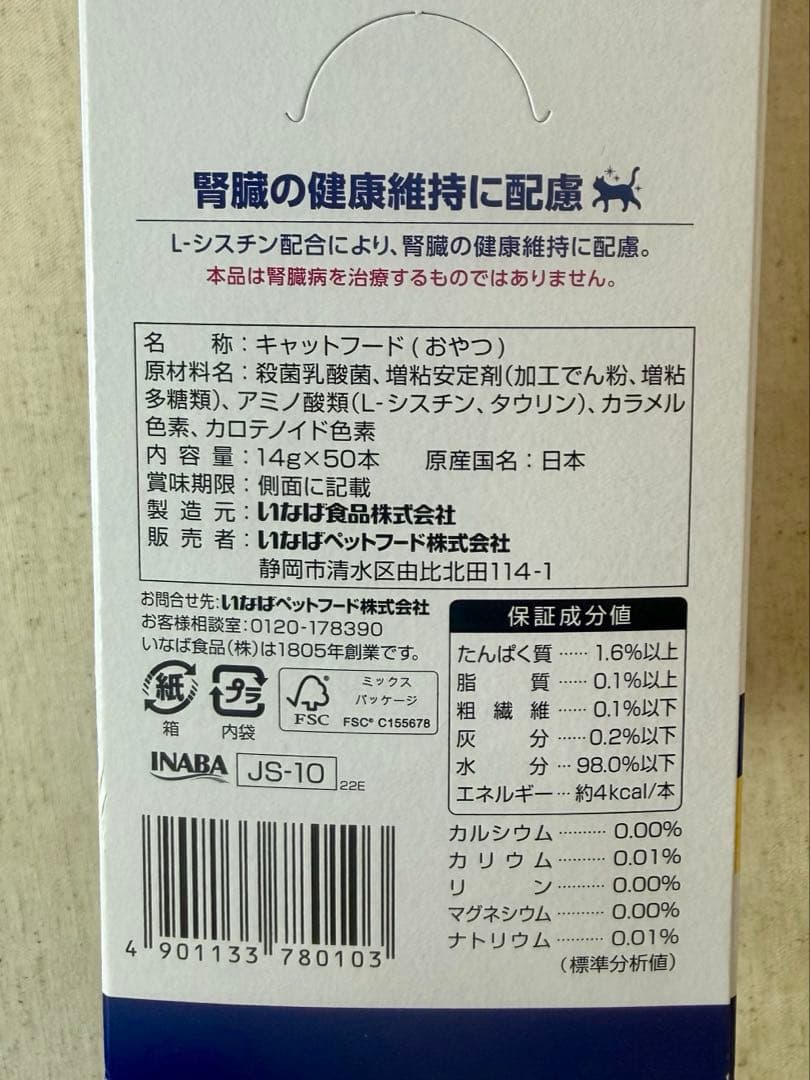 腎臓の健康維持に配慮
L-シスチン配合により、腎臓の健康維持に配慮。
本品は腎臓病を治療するものではありません。
名　　称：キャットフード(おやつ)
原材料名：殺菌乳酸菌、増粘安定剤(加工でん粉、増粘
多糖類)、アミノ酸類(L-シスチン、タウリン)、カラメル
色素、カロテノイド色素
内 容 量：14g×50本　原産国名：日本
賞味期限：側面に記載
製 造 元：いなば食品株式会社
販 売 者：いなばペットフード株式会社
静岡市清水区由比北田114-1
お問合せ先：いなばペットフード株式会社
お客様相談室：0120-178390
いなば食品(株)は1805年創業です。
紙
箱
プラ
内袋
FSC
ミックス
パッケージ
FSC® C155678
INABA JS-10 22E
4 901133 780103
保証成分値
たんぱく質……1.6%以上
脂　　質……0.1%以上
粗 繊 維……0.1%以下
灰　　分……0.2%以下
水　　分…98.0%以下
エネルギー…約4kcal/本
カルシウム………0.00%
カ リ ウ ム………0.01%
リ　　　ン………0.00%
マグネシウム………0.00%
ナトリウム………0.01%
(標準分析値)